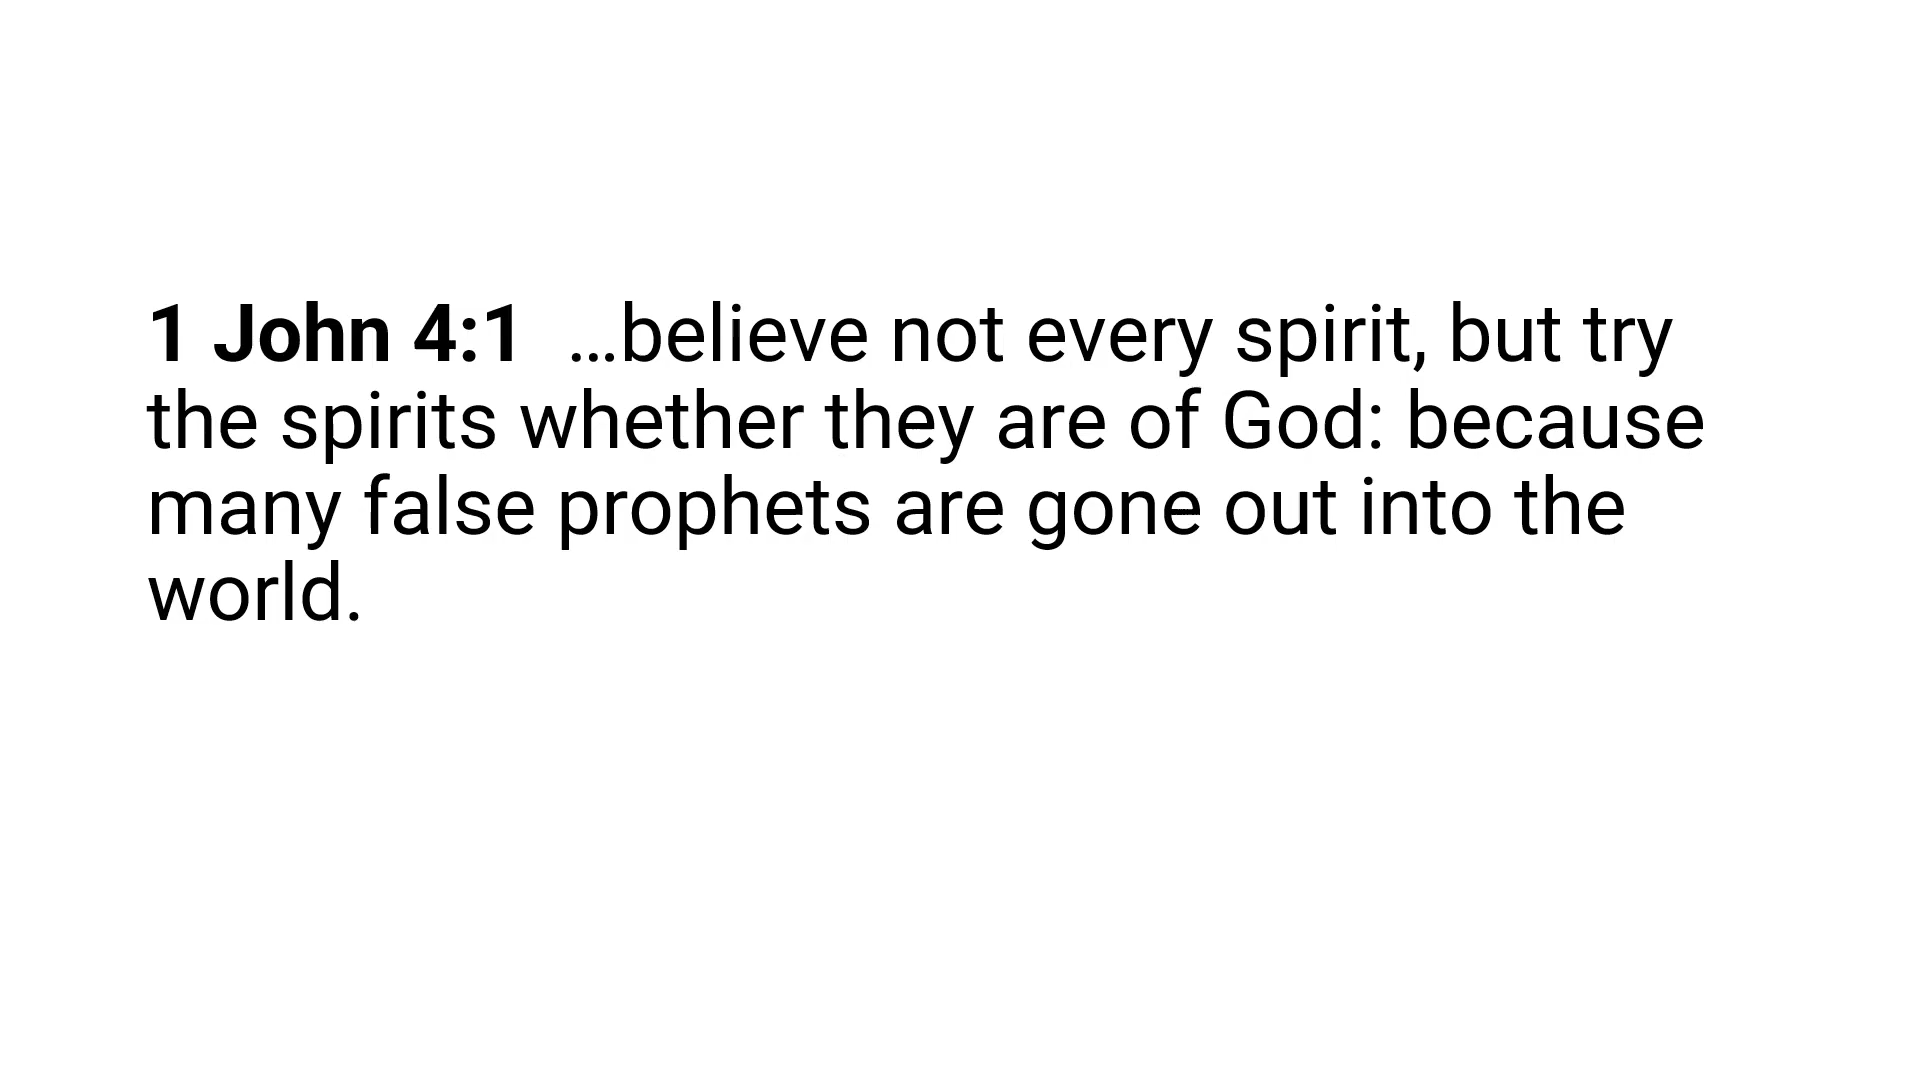 1 John 4:1  …believe not every spirit, but try
the spirits whether they are of God: because
many false prophets are gone out into the
world.